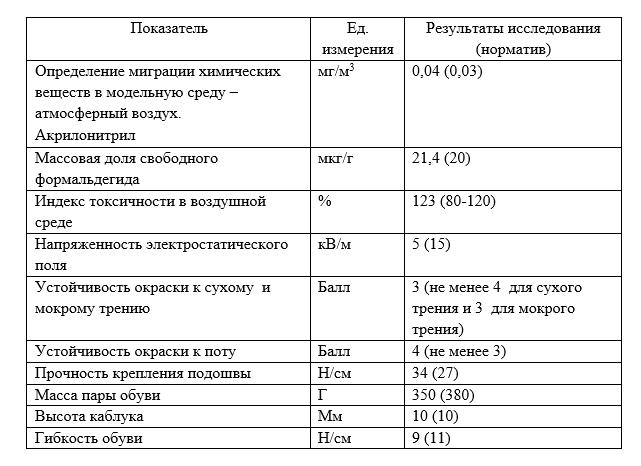 Показатель
Ед.
измерения
Результаты исследования
(норматив)
Определение миграции химических
веществ в модельную среду –
атмосферный воздух.
Акрилонитрил
мг/м³
0,04 (0,03)
Массовая доля свободного
формальдегида
мкг/г
21,4 (20)
Индекс токсичности в воздушной
среде
%
123 (80-120)
Напряженность электростатического
поля
кВ/м
5 (15)
Устойчивость окраски к сухому и
мокрому трению
Балл
3 (не менее 4 для сухого
трения и 3 для мокрого
трения)
Устойчивость окраски к поту
Балл
4 (не менее 3)
Прочность крепления подошвы
Н/см
34 (27)
Масса пары обуви
Г
350 (380)
Высота каблука
Мм
10 (10)
Гибкость обуви
Н/см
9 (11)